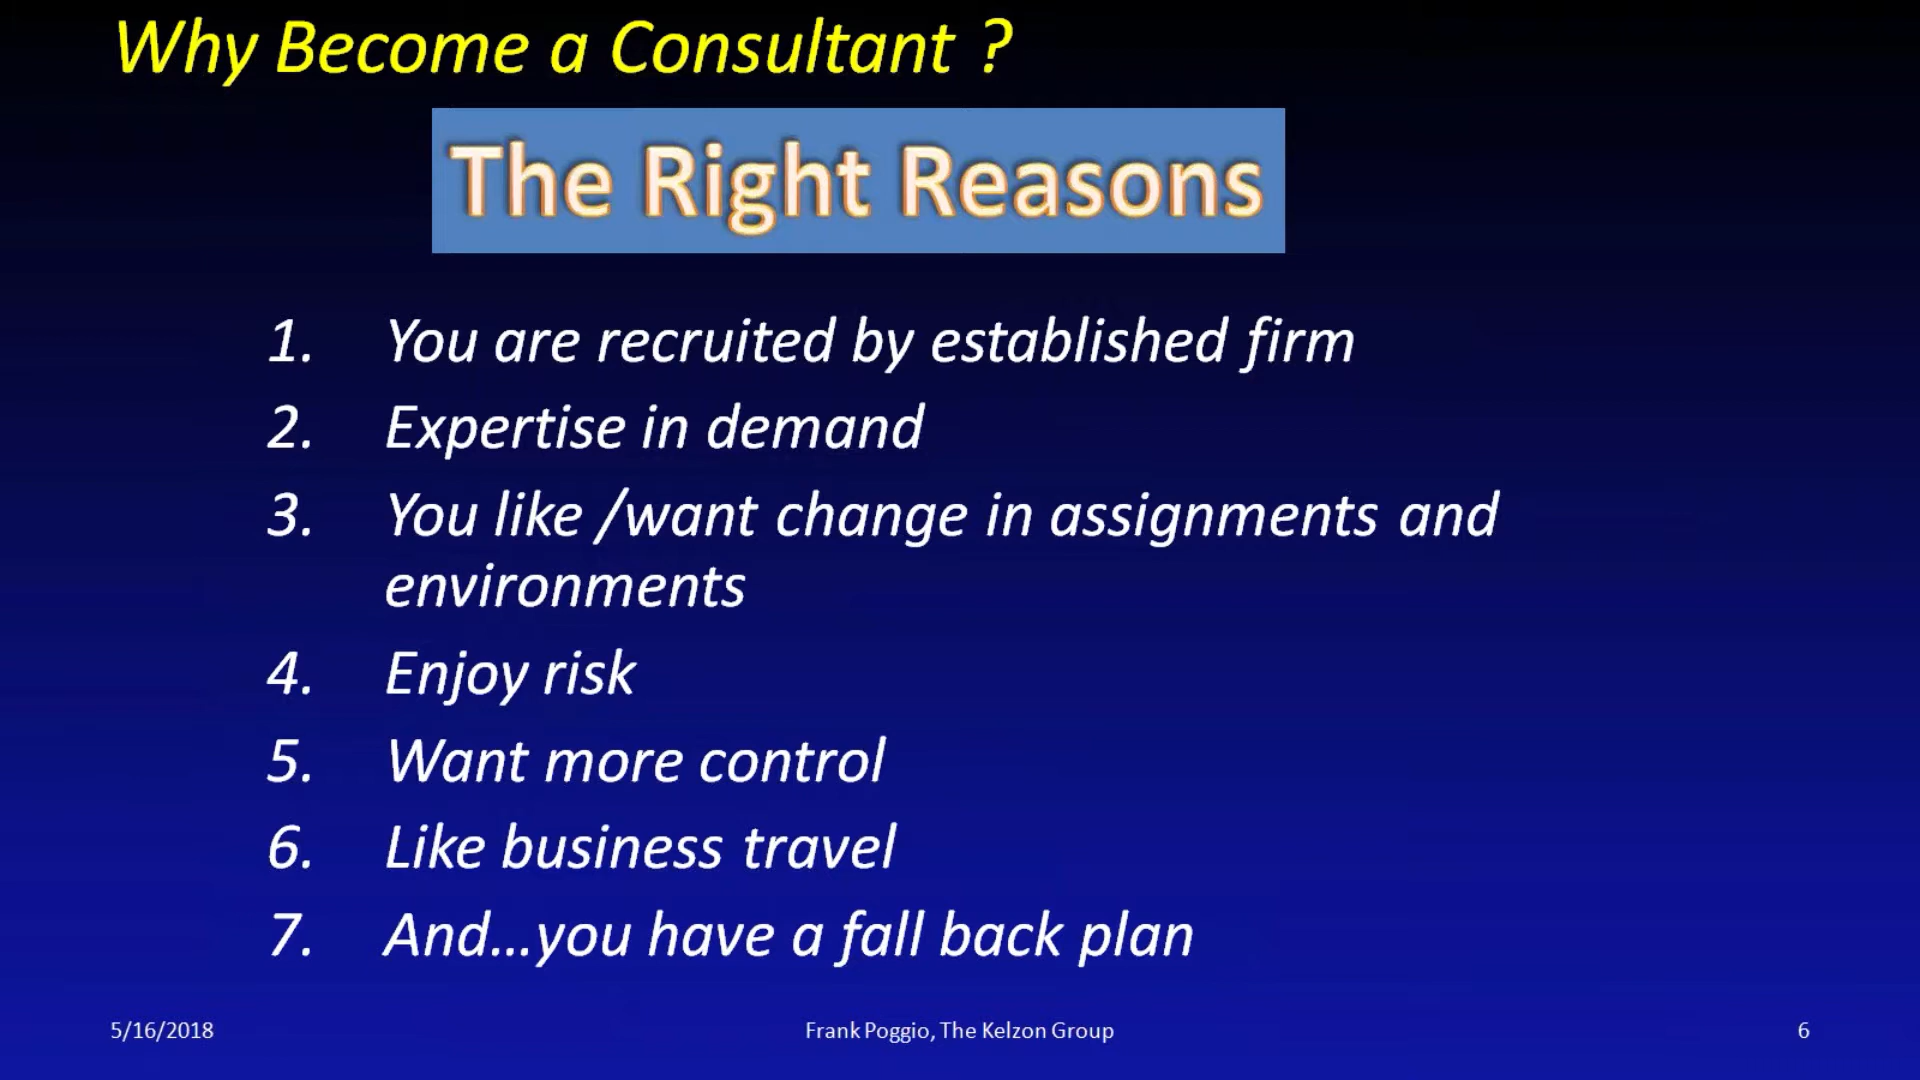 Why Become a Consultant ?
The Right Reasons
1. You are recruited by established firm
2. Expertise in demand
3. You like /want change in assignments and
environments
4. Enjoy risk
5. Want more control
6. Like business travel
7. And...you have a fall back plan
5/16/2018 Frank Poggio, The Kelzon Group 6